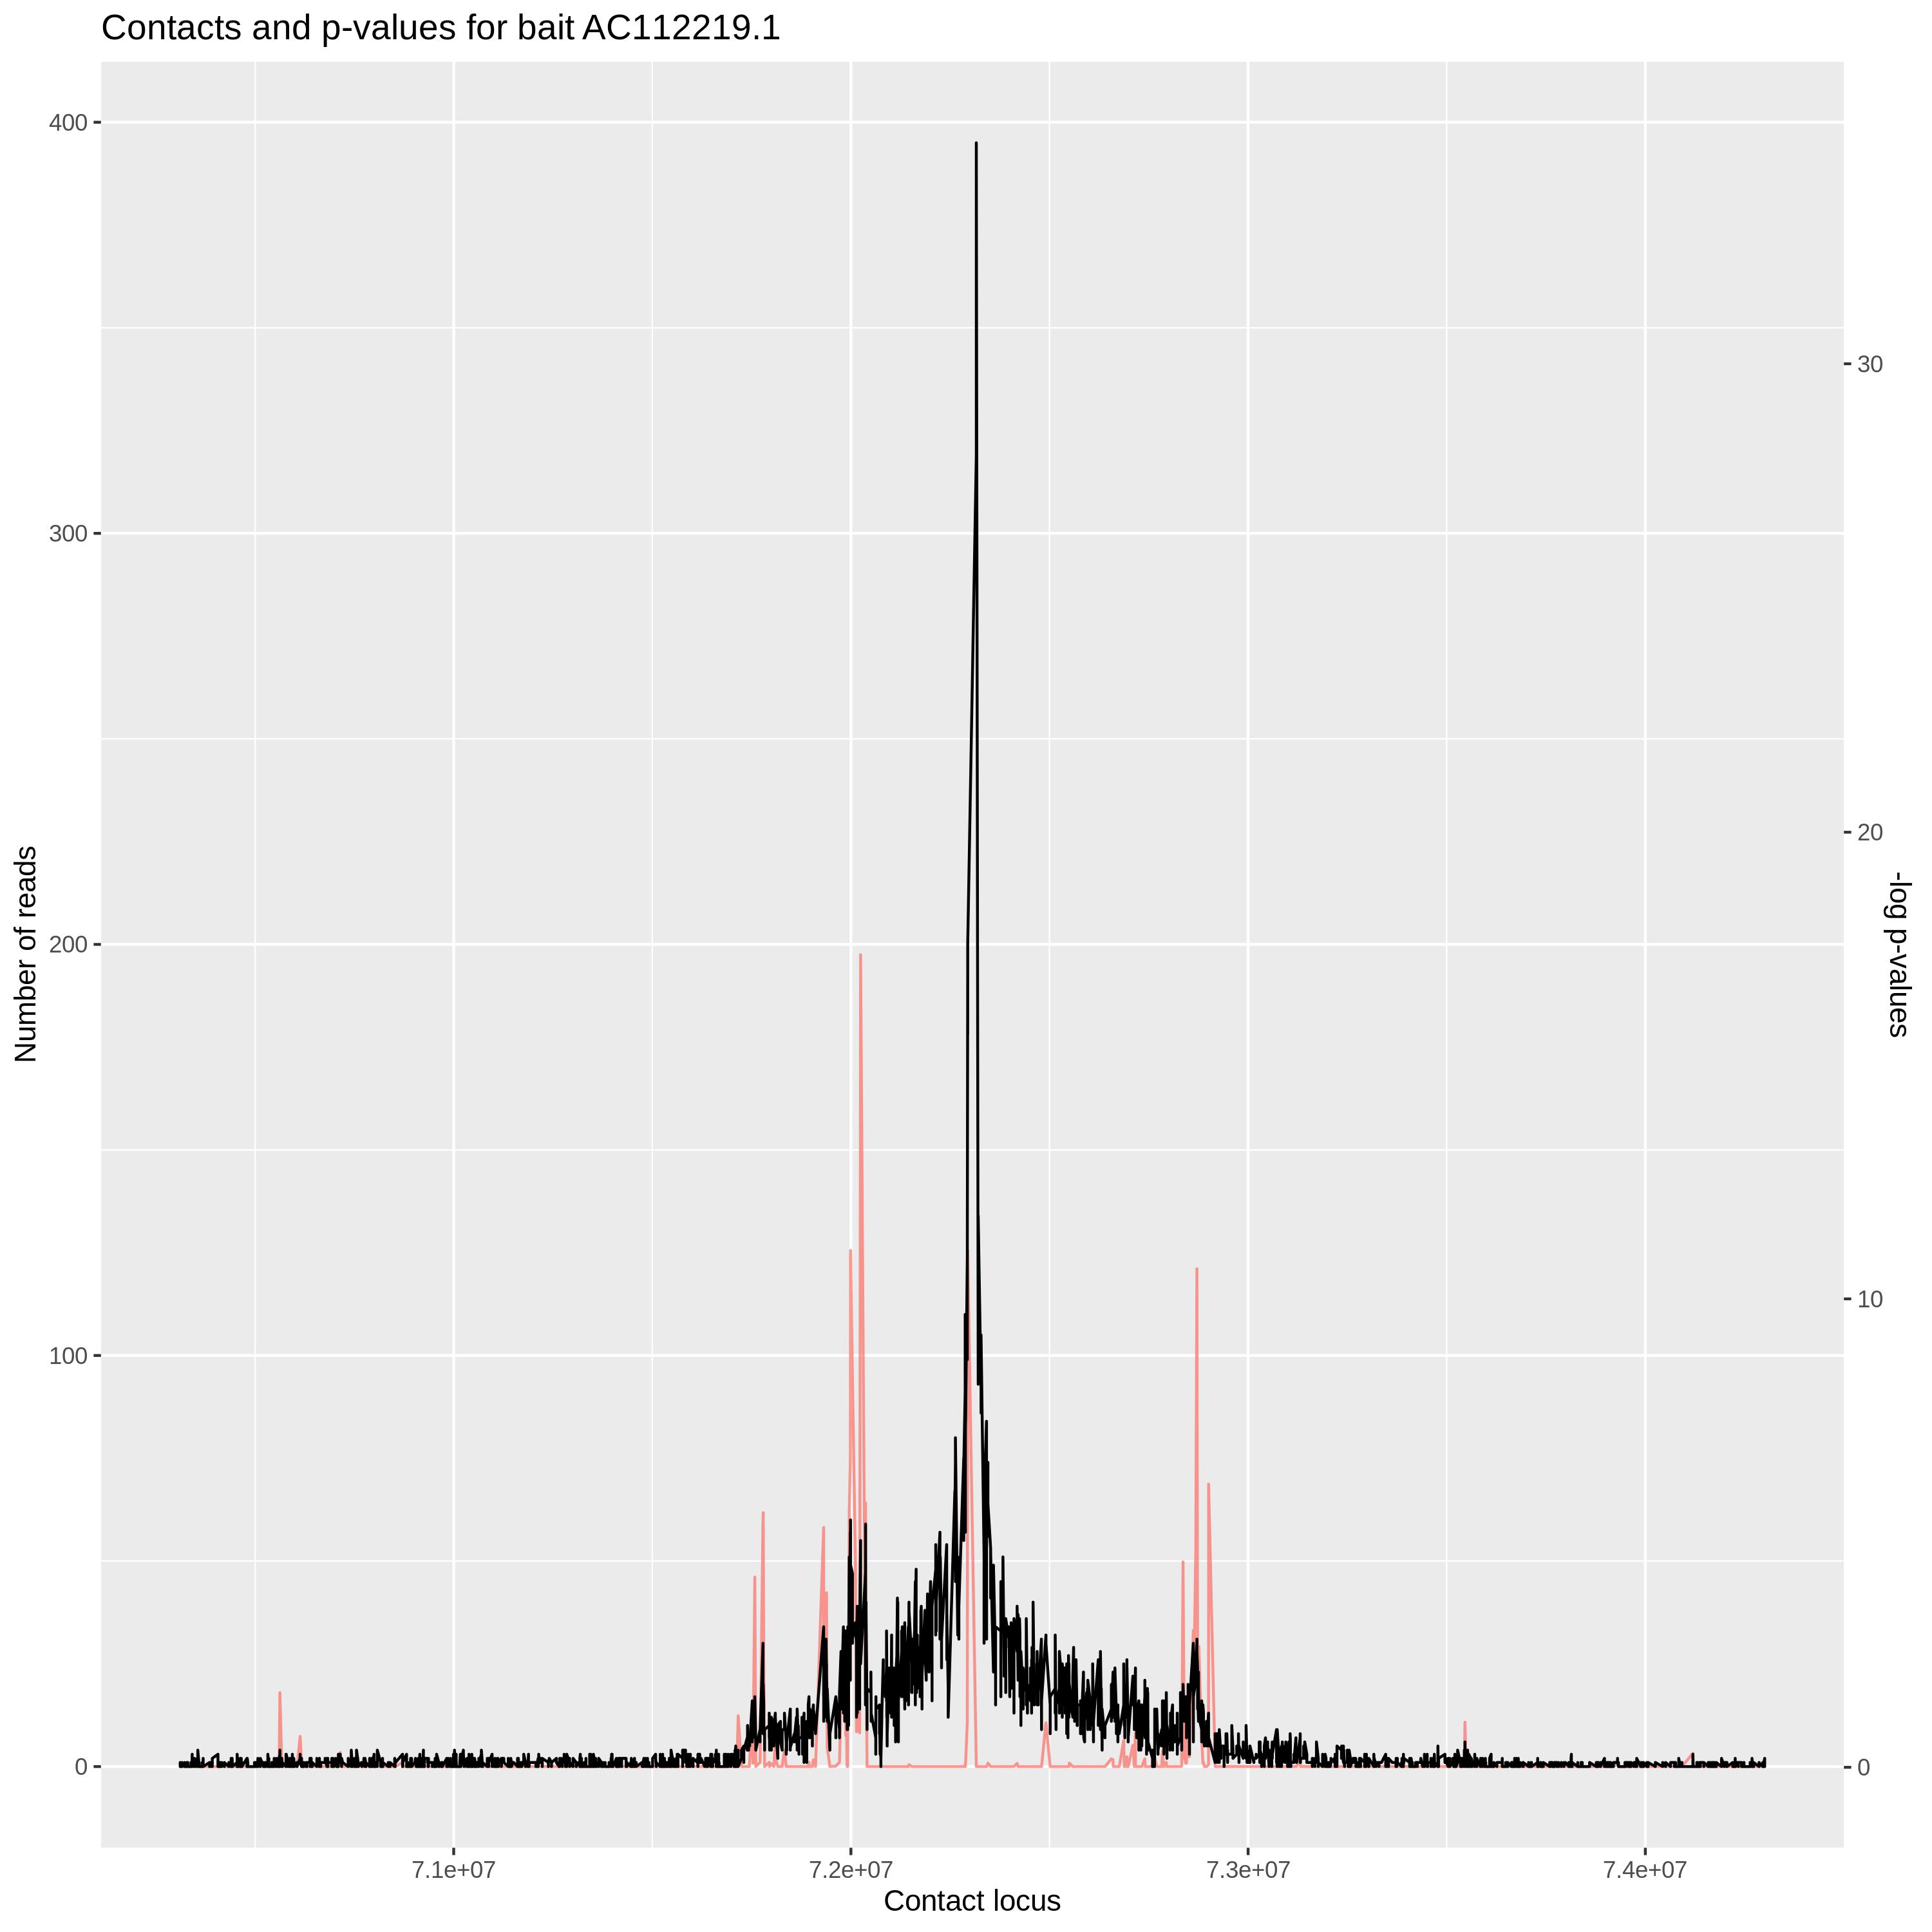 Contacts and p-values for bait AC112219.1
400
300
200
100
0
Number of reads
30
20
10
0
-log p-values
7.1e+07 7.2e+07 7.3e+07 7.4e+07
Contact locus